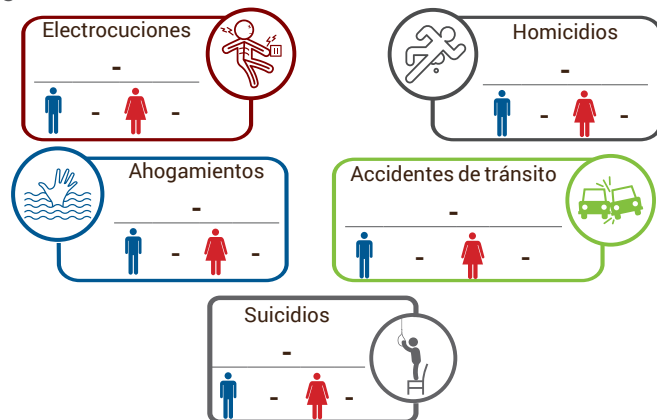 Electrocuciones
-
- -
Homicidios
-
- -
Ahogamientos
-
- -
Accidentes de tránsito
-
- -
Suicidios
-
- -